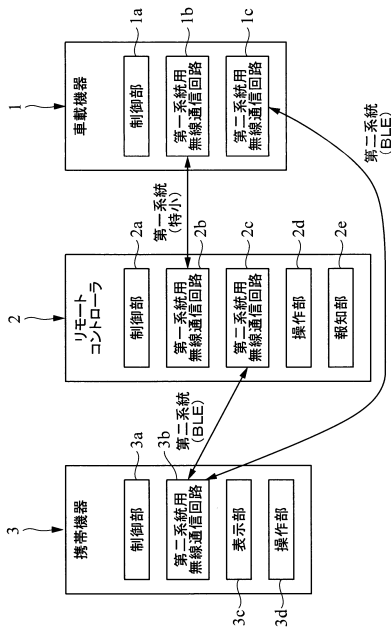 1
車載機器
1a
制御部
1b
第一系統用
無線通信回路
1c
第二系統用
無線通信回路
第一系統
(特小)
第二系統
(BLE)
2
リモート
コントローラ
2a
制御部
2b
第一系統用
無線通信回路
2c
第二系統用
無線通信回路
2d
操作部
2e
報知部
第二系統
(BLE)
3
携帯機器
3a
制御部
3b
第二系統用
無線通信回路
3c
表示部
3d
操作部